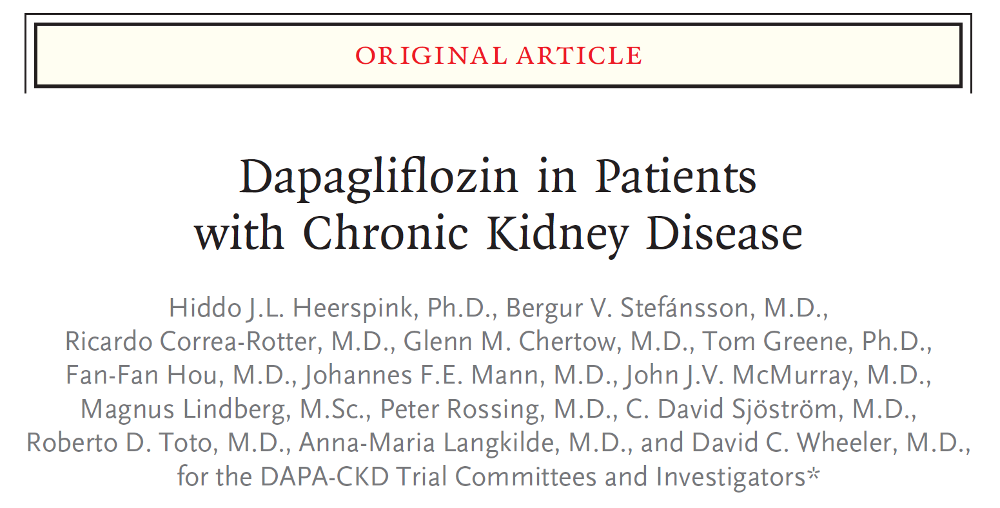 ORIGINAL ARTICLE
Dapagliflozin in Patients
with Chronic Kidney Disease
Hiddo J.L. Heerspink, Ph.D., Bergur V. Stefánsson, M.D.,
Ricardo Correa-Rotter, M.D., Glenn M. Chertow, M.D., Tom Greene, Ph.D.,
Fan-Fan Hou, M.D., Johannes F.E. Mann, M.D., John J.V. McMurray, M.D.,
Magnus Lindberg, M.Sc., Peter Rossing, M.D., C. David Sjöström, M.D.,
Roberto D. Toto, M.D., Anna-Maria Langkilde, M.D., and David C. Wheeler, M.D.,
for the DAPA-CKD Trial Committees and Investigators*